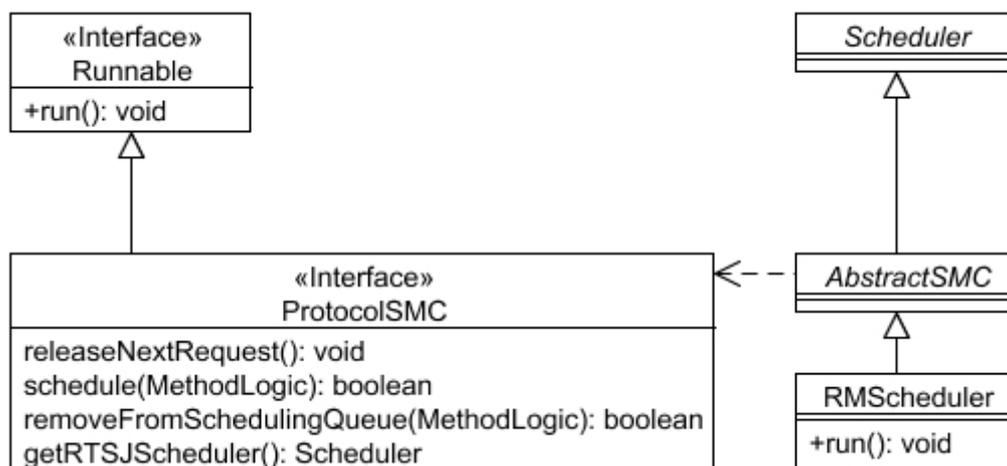 «Interface»
Runnable
+run(): void
Scheduler
«Interface»
ProtocolSMC
releaseNextRequest(): void
schedule(MethodLogic): boolean
removeFromSchedulingQueue(MethodLogic): boolean
getRTSJScheduler(): Scheduler
AbstractSMC
RMScheduler
+run(): void